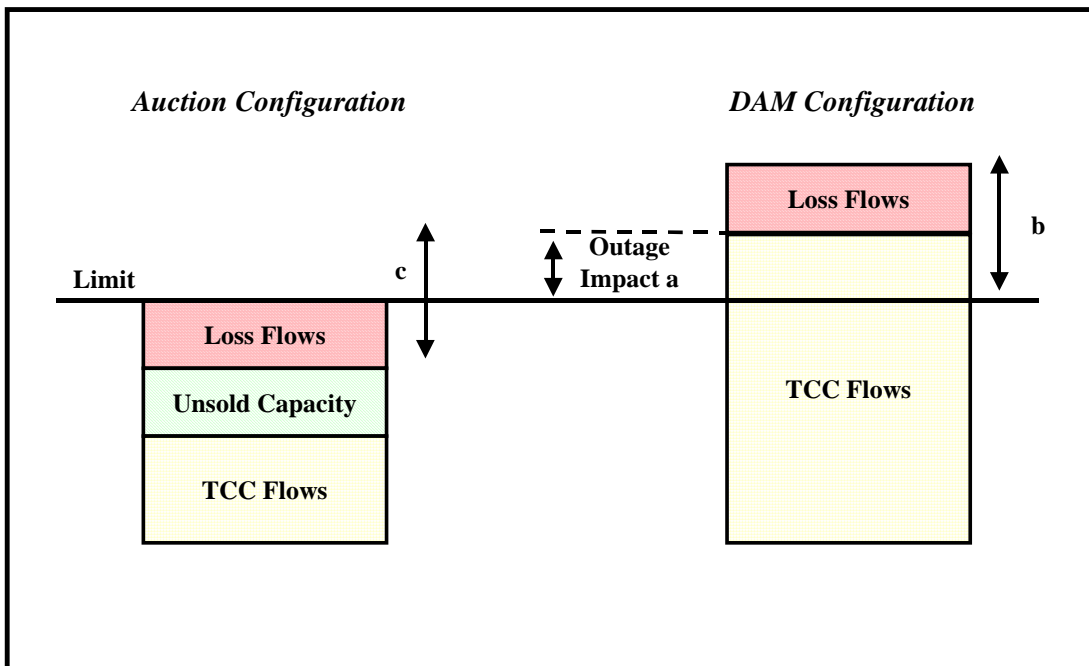 Auction Configuration
DAM Configuration
Loss Flows
b
Outage
Impact a
c
Limit
Loss Flows
Unsold Capacity
TCC Flows
TCC Flows